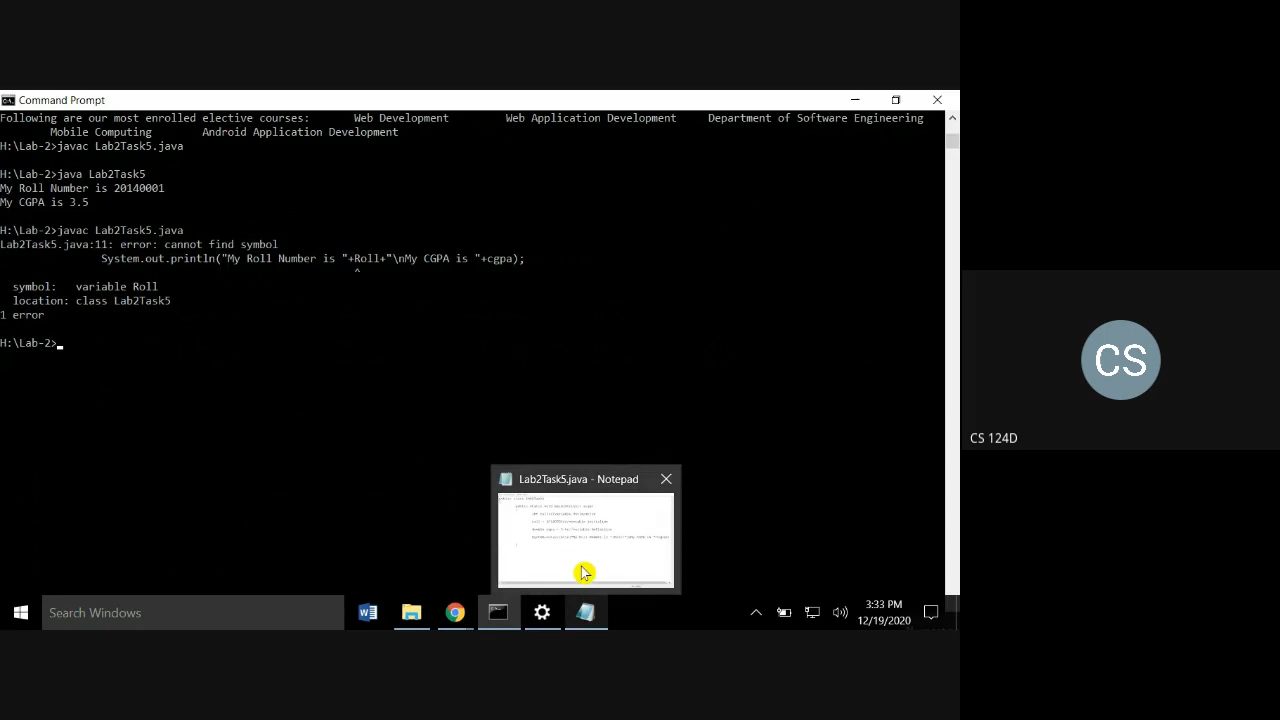 Command Prompt
Following are our most enrolled elective courses: Web Development Web Application Development Department of Software Engineering
Mobile Computing Android Application Development
H:\Lab-2>javac Lab2Task5.java
H:\Lab-2>java Lab2Task5
My Roll Number is 20140001
My CGPA is 3.5
H:\Lab-2>javac Lab2Task5.java
Lab2Task5.java:11: error: cannot find symbol
System.out.println("My Roll Number is "+Roll+"\nMy CGPA is "+cgpa);
^
symbol: variable Roll
location: class Lab2Task5
1 error
H:\Lab-2>
CS
CS 124D
Lab2Task5.java - Notepad
Search Windows
3:33 PM
12/19/2020